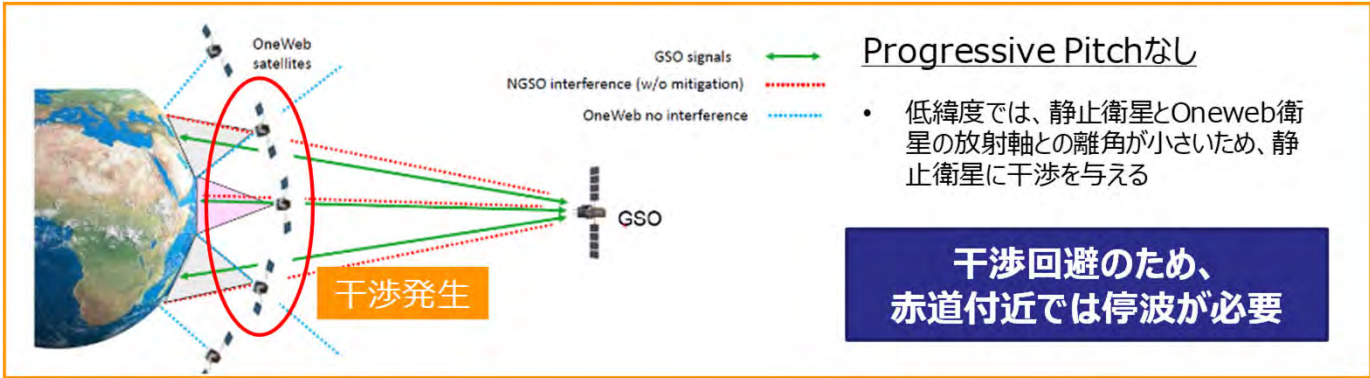 OneWeb
satellites
GSO signals
NGSO interference (w/o mitigation)
OneWeb no interference
GSO
干渉発生
Progressive Pitchなし
• 低緯度では、静止衛星とOneweb衛
星の放射軸との離角が小さいため、静
止衛星に干渉を与える
干渉回避のため、
赤道付近では停波が必要